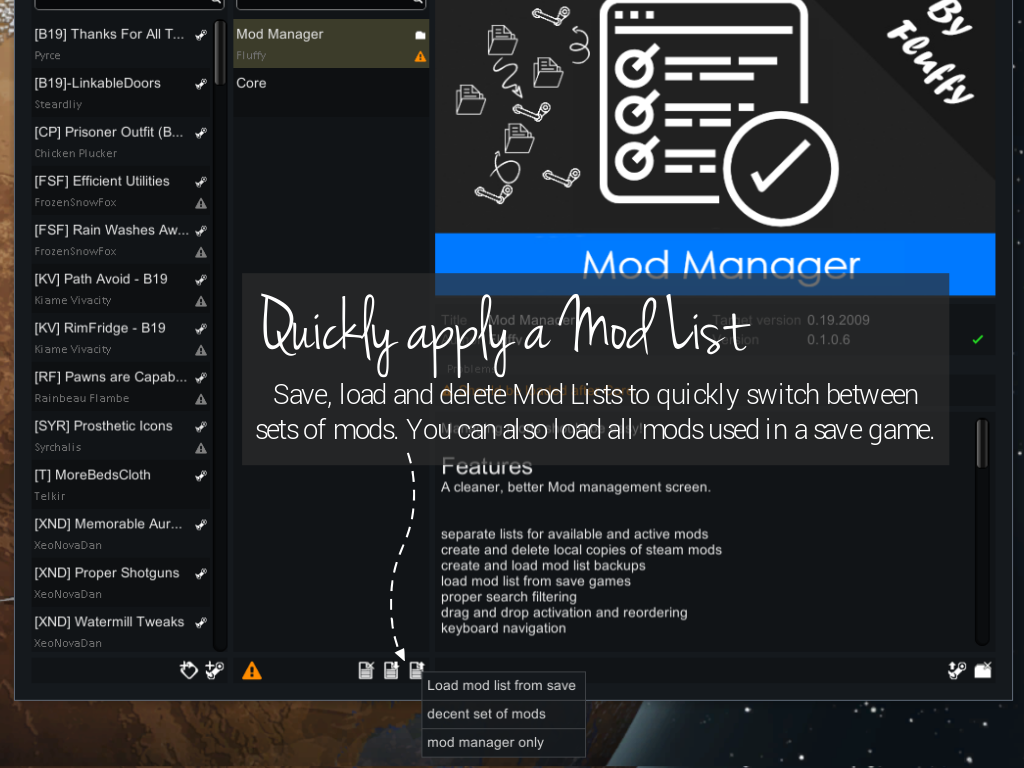 [B19] Thanks For All T...
Pyrce
[B19]-LinkableDoors
Steardliy
[CP] Prisoner Outfit (B...
Chicken Plucker
[FSF] Efficient Utilities
FrozenSnowFox
[FSF] Rain Washes Aw...
FrozenSnowFox
[KV] Path Avoid - B19
Kiame Vivacity
[KV] RimFridge - B19
Kiame Vivacity
[RF] Pawns are Capab...
Rainbeau Flambe
[SYR] Prosthetic Icons
Syrchalis
[T] MoreBedsCloth
Telkir
[XND] Memorable Aur...
XeoNovaDan
[XND] Proper Shotguns
XeoNovaDan
[XND] Watermill Tweaks
XeoNovaDan
Mod Manager
Fluffy
Core
By
Fluffy
Mod Manager
Title Mod Manager Target version 0.19.2009
Fluffy Version 0.1.0.6
Problems
Quickly apply a Mod List
Save, load and delete Mod Lists to quickly switch between
sets of mods. You can also load all mods used in a save game.
Features
A cleaner, better Mod management screen.
separate lists for available and active mods
create and delete local copies of steam mods
create and load mod list backups
load mod list from save games
proper search filtering
drag and drop activation and reordering
keyboard navigation
Load mod list from save
decent set of mods
mod manager only